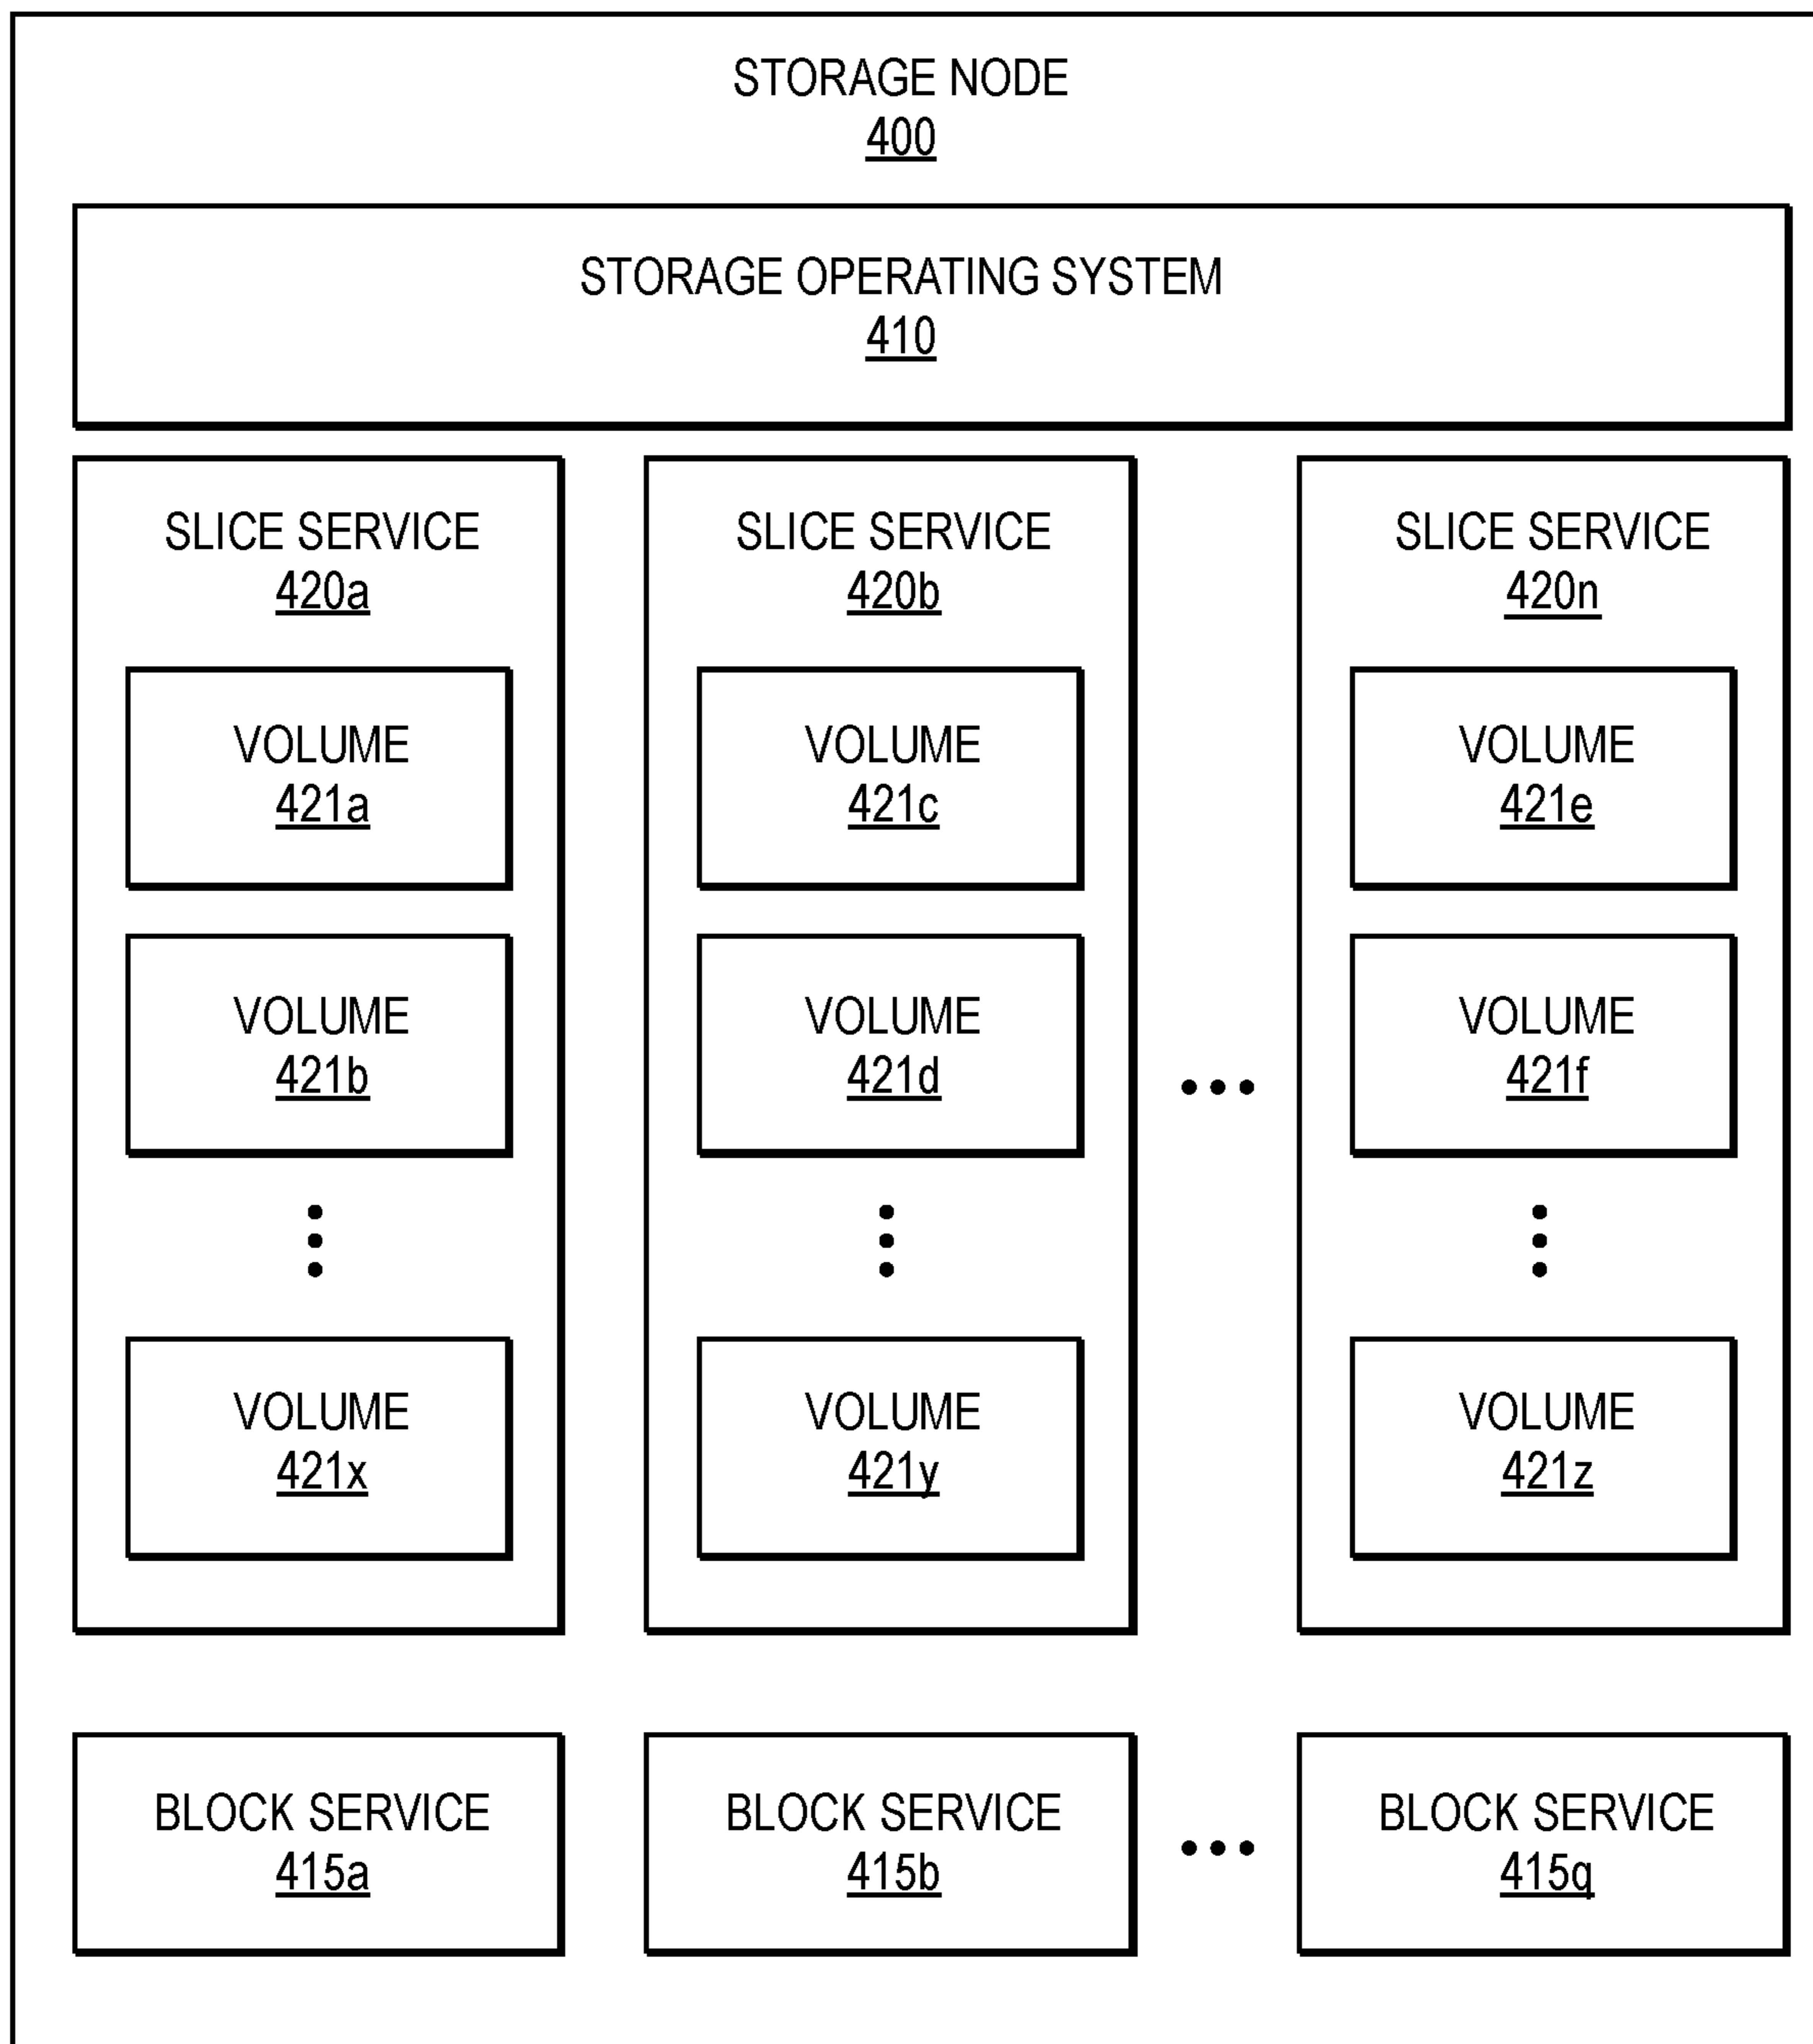 STORAGE NODE
400
STORAGE OPERATING SYSTEM
410
SLICE SERVICE
420a
VOLUME
421a
VOLUME
421b
VOLUME
421x
SLICE SERVICE
420b
VOLUME
421c
VOLUME
421d
VOLUME
421y
SLICE SERVICE
420n
VOLUME
421e
VOLUME
421f
VOLUME
421z
BLOCK SERVICE
415a
BLOCK SERVICE
415b
BLOCK SERVICE
415q